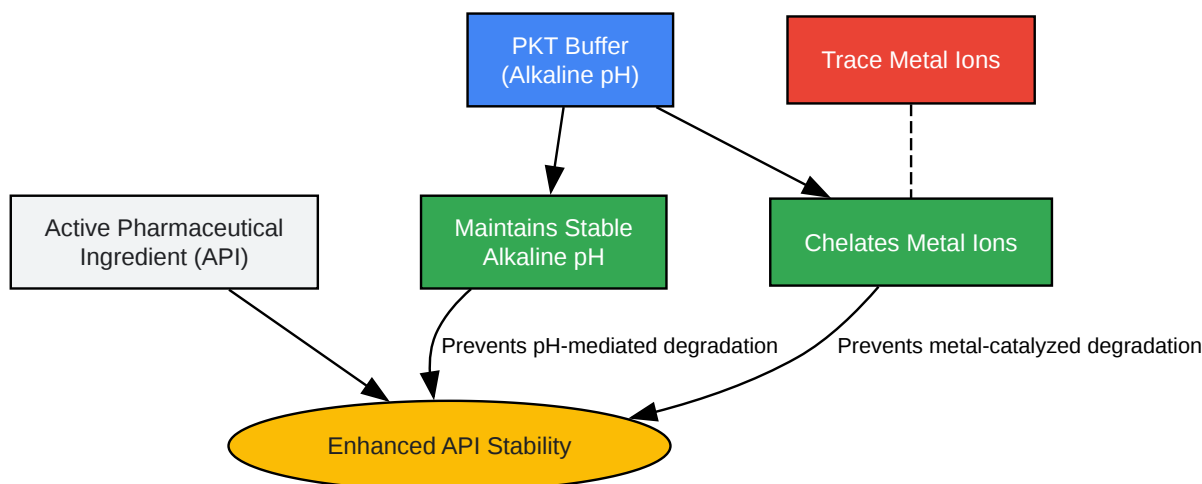 PKT Buffer
(Alkaline pH)
Trace Metal Ions
Active Pharmaceutical
Ingredient (API)
Maintains Stable
Alkaline pH
Chelates Metal Ions
Prevents pH-mediated degradation
Prevents metal-catalyzed degradation
Enhanced API Stability